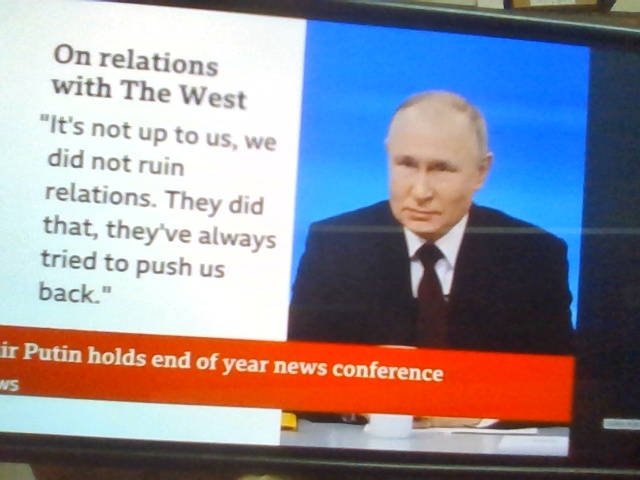 On relations
with The West
"It's not up to us, we
did not ruin
relations. They did
that, they've always
tried to push us
back."
ir Putin holds end of year news conference
ws